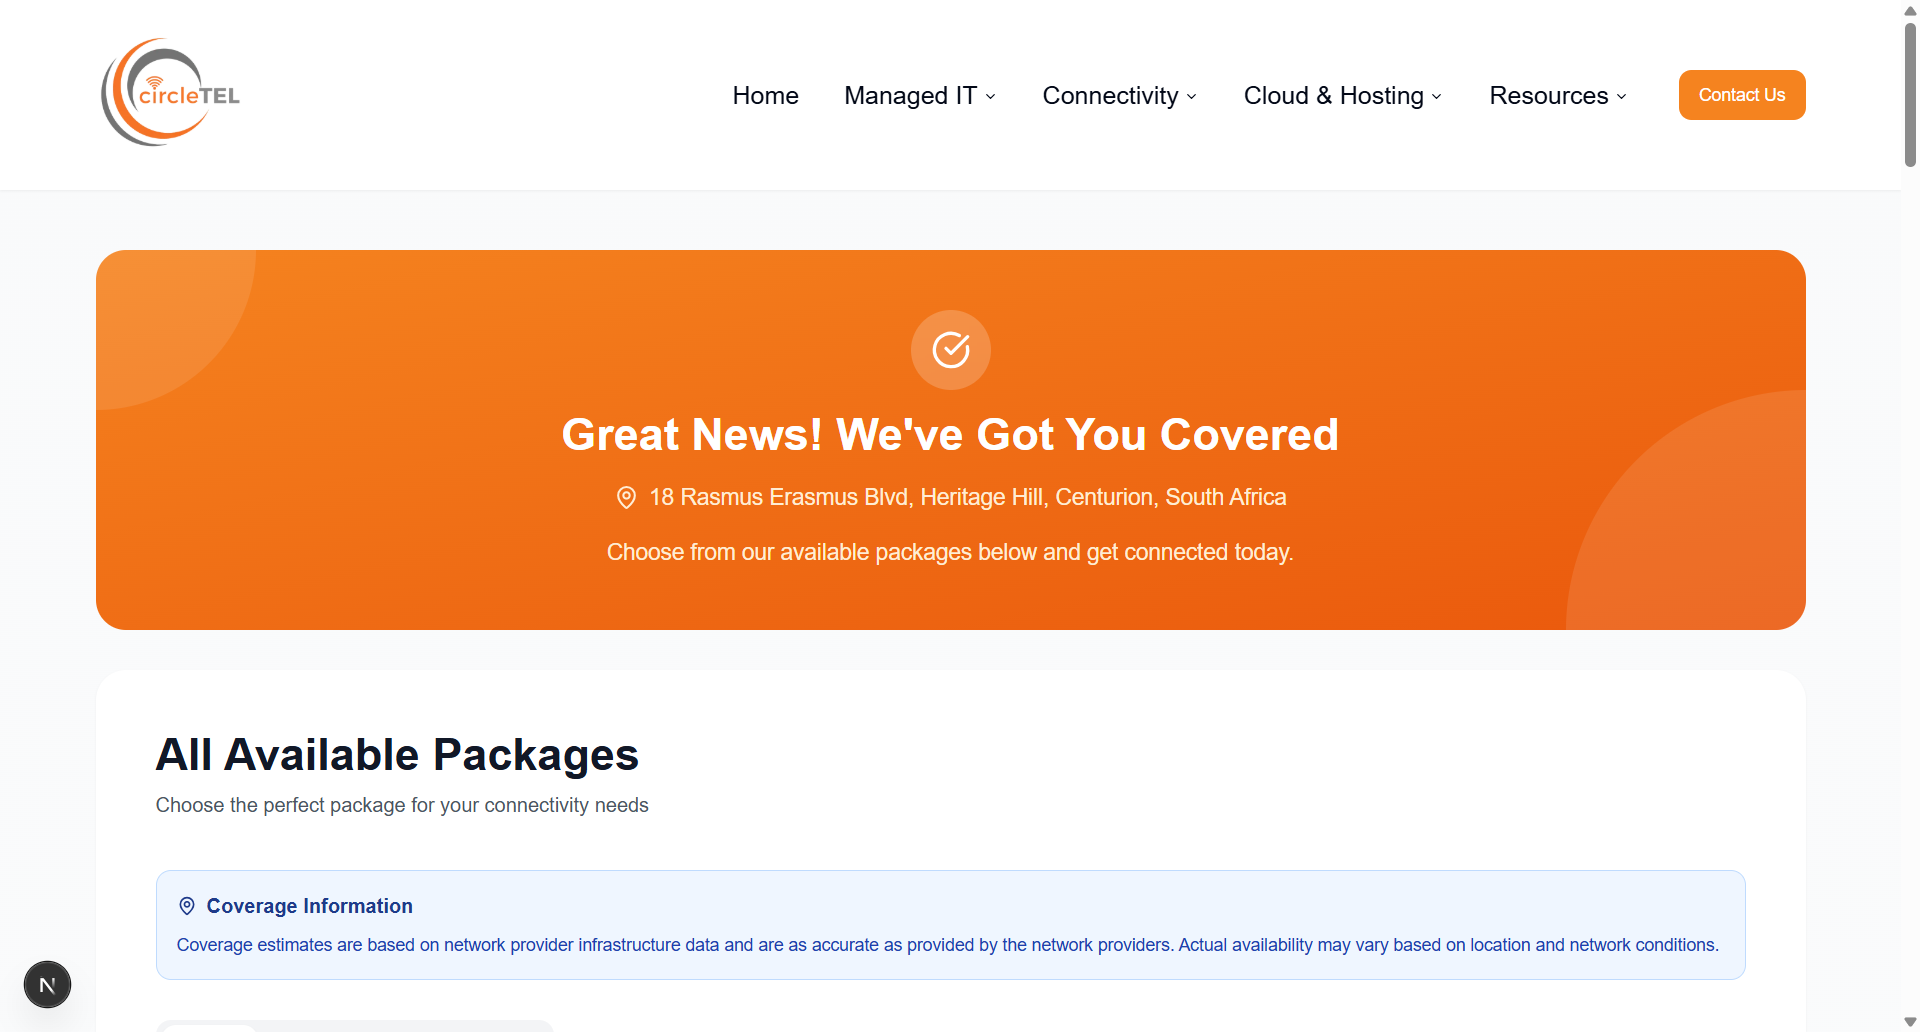 circleTEL
Home
Managed IT
Connectivity
Cloud & Hosting
Resources
Contact Us
Great News! We've Got You Covered
18 Rasmus Erasmus Blvd, Heritage Hill, Centurion, South Africa
Choose from our available packages below and get connected today.
All Available Packages
Choose the perfect package for your connectivity needs
Coverage Information
Coverage estimates are based on network provider infrastructure data and are as accurate as provided by the network providers. Actual availability may vary based on location and network conditions.
N